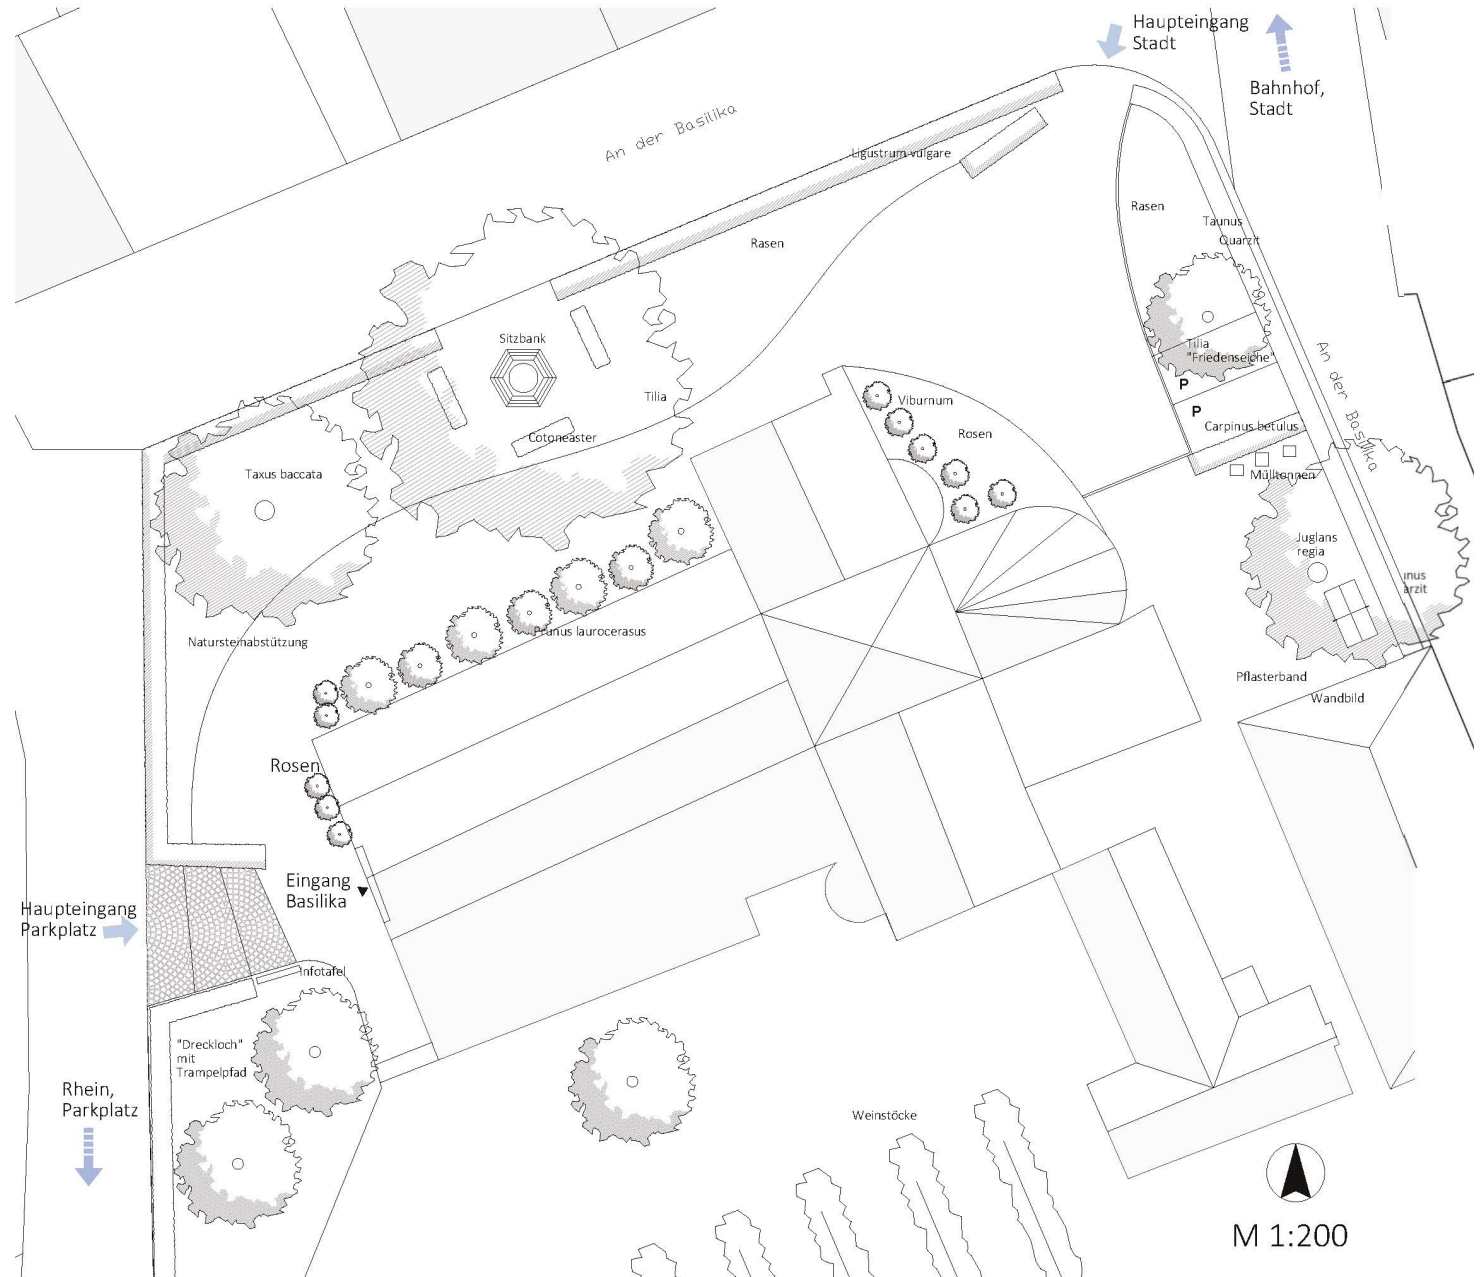 Haupteingang
Stadt
Bahnhof,
Stadt
An der Basilika
Ligustrum vulgare
Rasen
Rasen
Taunus
Quarzit
Sitzbank
Tilia
"Friedenseiche"
An der Basilika
P
P
Tilia
Viburnum
Rosen
Carpinus betulus
Cotoneaster
Taxus baccata
Mülltonnen
Juglans
regia
Natursteinabstützung
Prunus laurocerasus
Pflasterband
Wandbild
Rosen
Eingang
Basilika
Haupteingang
Parkplatz
Infotafel
"Dreckloch"
mit
Trampelpfad
Rhein,
Parkplatz
Weinstöcke
M 1:200